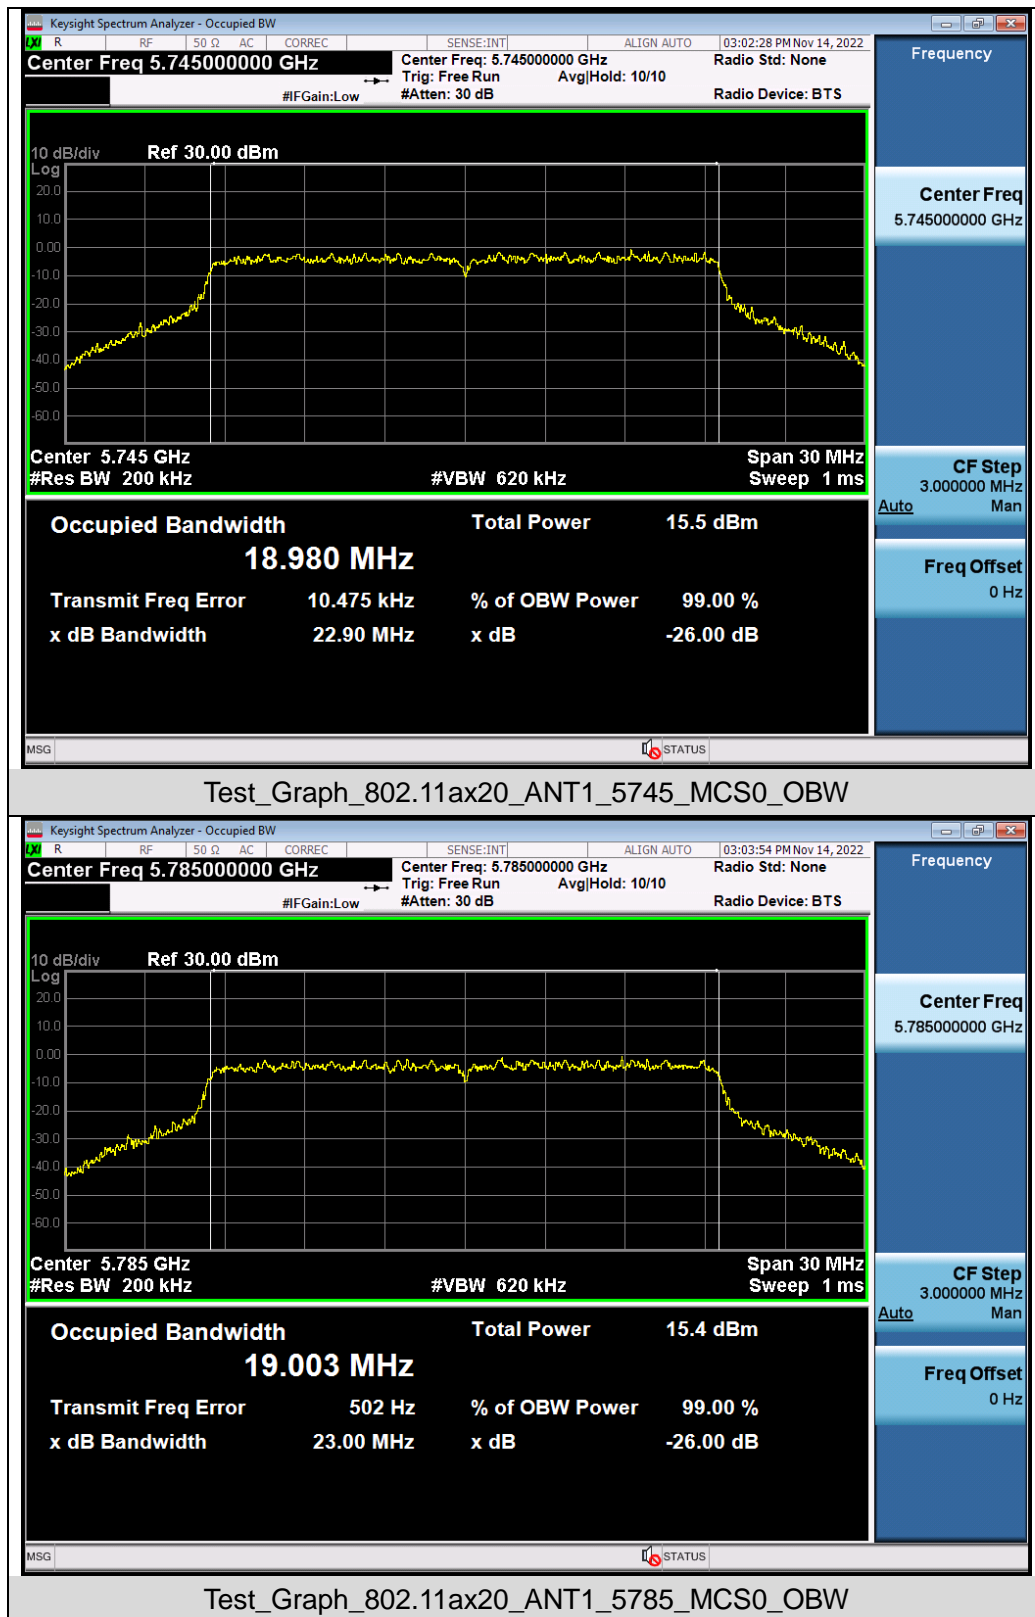 Keysight Spectrum Analyzer - Occupied BW
LXI R RF 50 Ω AC CORREC SENSE:INT ALIGN AUTO 03:02:28 PM Nov 14, 2022
Center Freq 5.745000000 GHz
Center Freq: 5.745000000 GHz Radio Std: None
Trig: Free Run Avg|Hold: 10/10
#IFGain:Low #Atten: 30 dB Radio Device: BTS
Frequency
10 dB/div Ref 30.00 dBm
Log
20.0
10.0
0.00
-10.0
-20.0
-30.0
-40.0
-50.0
-60.0
Center Freq
5.745000000 GHz
Center 5.745 GHz Span 30 MHz
#Res BW 200 kHz #VBW 620 kHz Sweep 1 ms
CF Step
3.000000 MHz
Auto Man
Occupied Bandwidth Total Power 15.5 dBm
18.980 MHz
Transmit Freq Error 10.475 kHz % of OBW Power 99.00 %
x dB Bandwidth 22.90 MHz x dB -26.00 dB
Freq Offset
0 Hz
MSG STATUS
Test_Graph_802.11ax20_ANT1_5745_MCS0_OBW
Keysight Spectrum Analyzer - Occupied BW
LXI R RF 50 Ω AC CORREC SENSE:INT ALIGN AUTO 03:03:54 PM Nov 14, 2022
Center Freq 5.785000000 GHz
Center Freq: 5.785000000 GHz Radio Std: None
Trig: Free Run Avg|Hold: 10/10
#IFGain:Low #Atten: 30 dB Radio Device: BTS
Frequency
10 dB/div Ref 30.00 dBm
Log
20.0
10.0
0.00
-10.0
-20.0
-30.0
-40.0
-50.0
-60.0
Center Freq
5.785000000 GHz
Center 5.785 GHz Span 30 MHz
#Res BW 200 kHz #VBW 620 kHz Sweep 1 ms
CF Step
3.000000 MHz
Auto Man
Occupied Bandwidth Total Power 15.4 dBm
19.003 MHz
Transmit Freq Error 502 Hz % of OBW Power 99.00 %
x dB Bandwidth 23.00 MHz x dB -26.00 dB
Freq Offset
0 Hz
MSG STATUS
Test_Graph_802.11ax20_ANT1_5785_MCS0_OBW